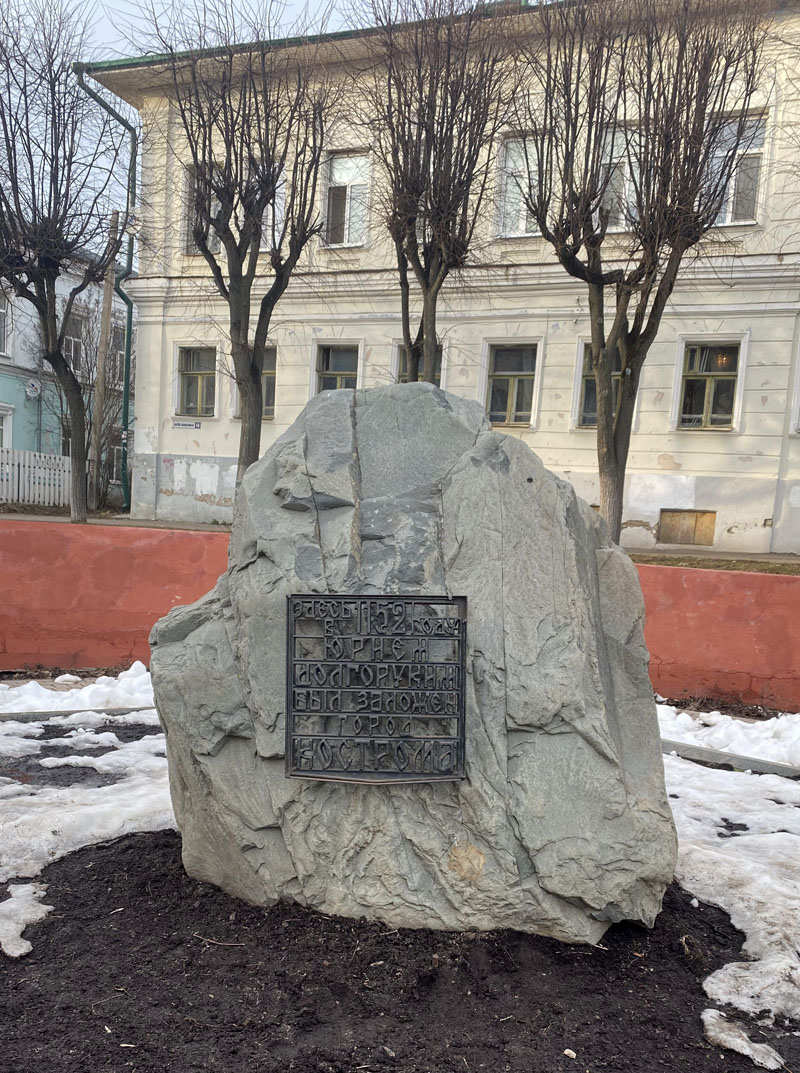 ЗДЕСЬ 1152 ГОДУ
В
ЮРИЕМ
ДОЛГОРУКИМ
БЫЛ ЗАЛОЖЕН
ГОРОД
КОСТРОМА